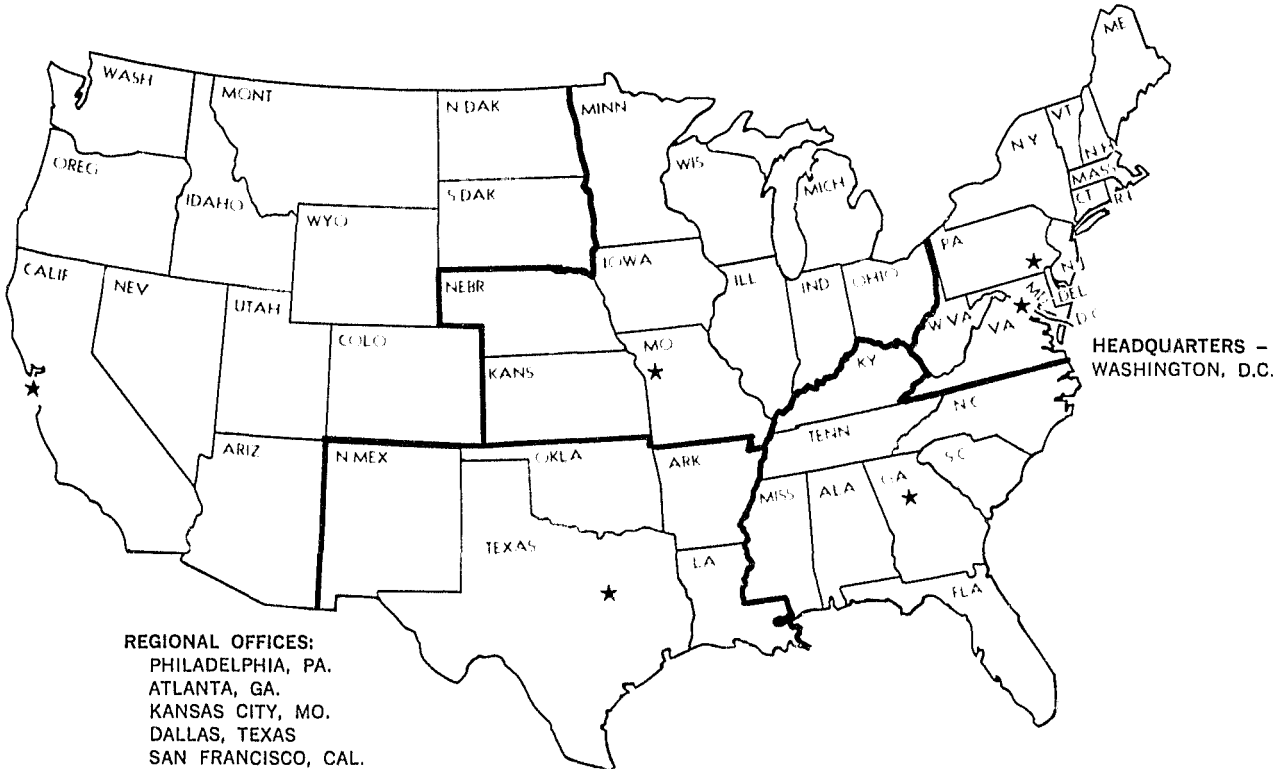 ME
WASH
MONT
N DAK
MINN
VT
N Y
N H
OREG
WIS
MASS
MICH
IDAHO
S DAK
CT
R I
WYO
PA
CALIF
NEV
IOWA
N J
NEBR
ILL
IND
OHIO
UTAH
MD
DEL
W VA
VA
D C
COLO
MO
HEADQUARTERS –
WASHINGTON, D.C.
KANS
KY
N C
TENN
ARIZ
N MEX
OKLA
ARK
S C
MISS
ALA
GA
TEXAS
LA
FLA
REGIONAL OFFICES:
PHILADELPHIA, PA.
ATLANTA, GA.
KANSAS CITY, MO.
DALLAS, TEXAS
SAN FRANCISCO, CAL.